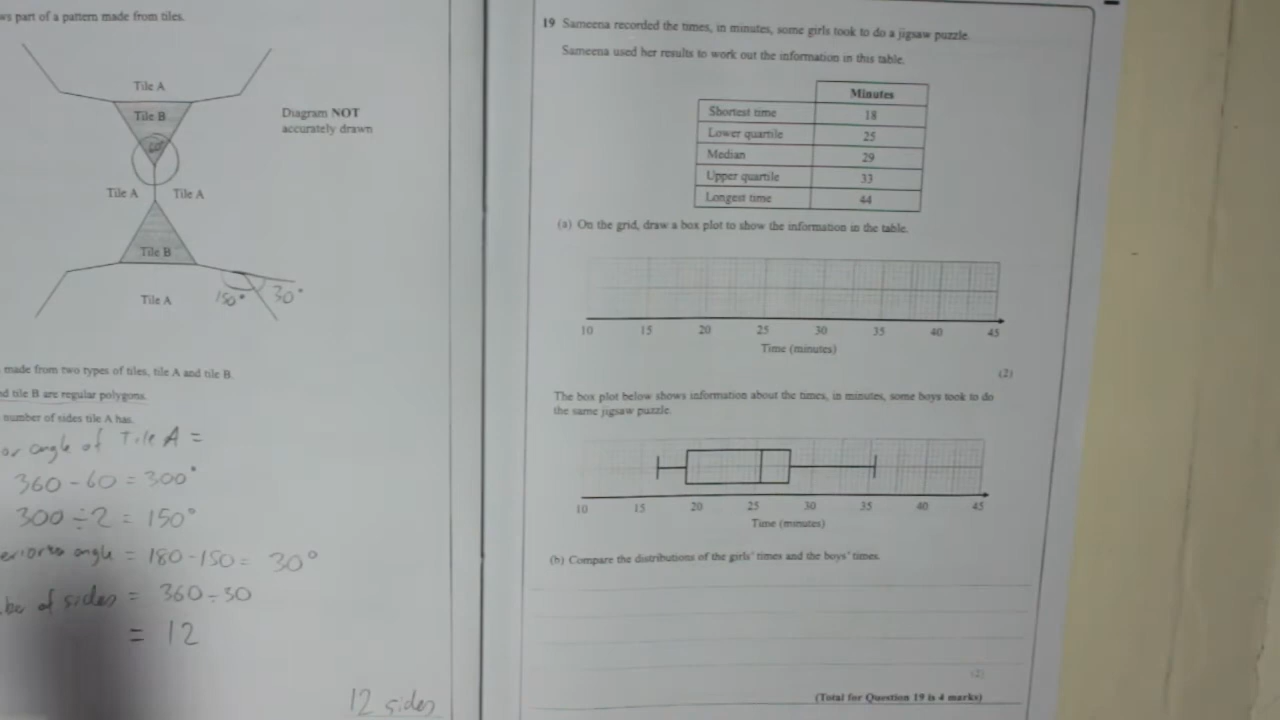 ws part of a pattern made from tiles.
Tile A
Tile B
60°
Diagram NOT
accurately drawn
Tile A
Tile A
Tile B
Tile A
150°
30°
made from two types of tiles, tile A and tile B.
nd tile B are regular polygons.
number of sides tile A has.
or angle of Tile A =
360 - 60 = 300°
300 ÷ 2 = 150°
angle = 180 - 150 = 30°
ber of sides = 360 ÷ 30
= 12
12 sides
19 Sameena recorded the times, in minutes, some girls took to do a jigsaw puzzle.
Sameena used her results to work out the information in this table.
Minutes
Shortest time 18
Lower quartile 25
Median 29
Upper quartile 33
Longest time 44
(a) On the grid, draw a box plot to show the information in the table.
10 15 20 25 30 35 40 45
Time (minutes)
(2)
The box plot below shows information about the times, in minutes, some boys took to do
the same jigsaw puzzle.
10 15 20 25 30 35 40 45
Time (minutes)
(b) Compare the distributions of the girls' times and the boys' times.
(2)
(Total for Question 19 is 4 marks)